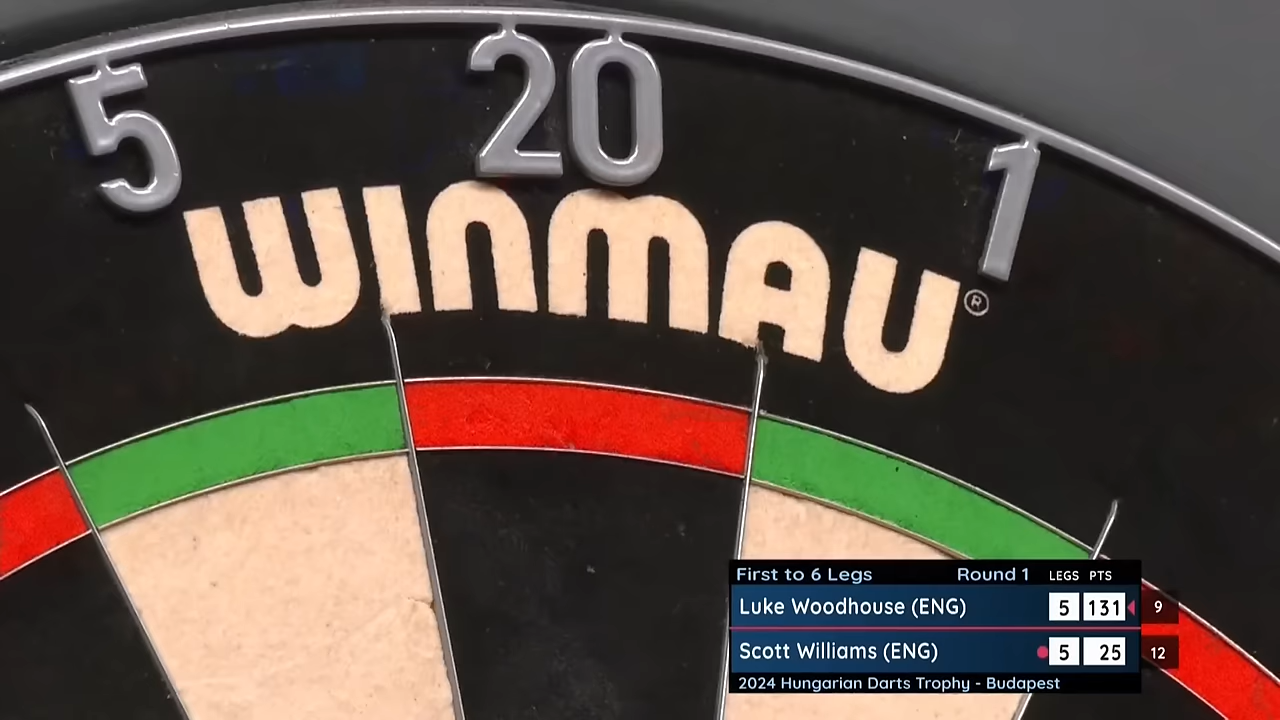 5 20 1
WINMAU®
First to 6 Legs Round 1 LEGS PTS
Luke Woodhouse (ENG) 5 131 9
Scott Williams (ENG) 5 25 12
2024 Hungarian Darts Trophy - Budapest